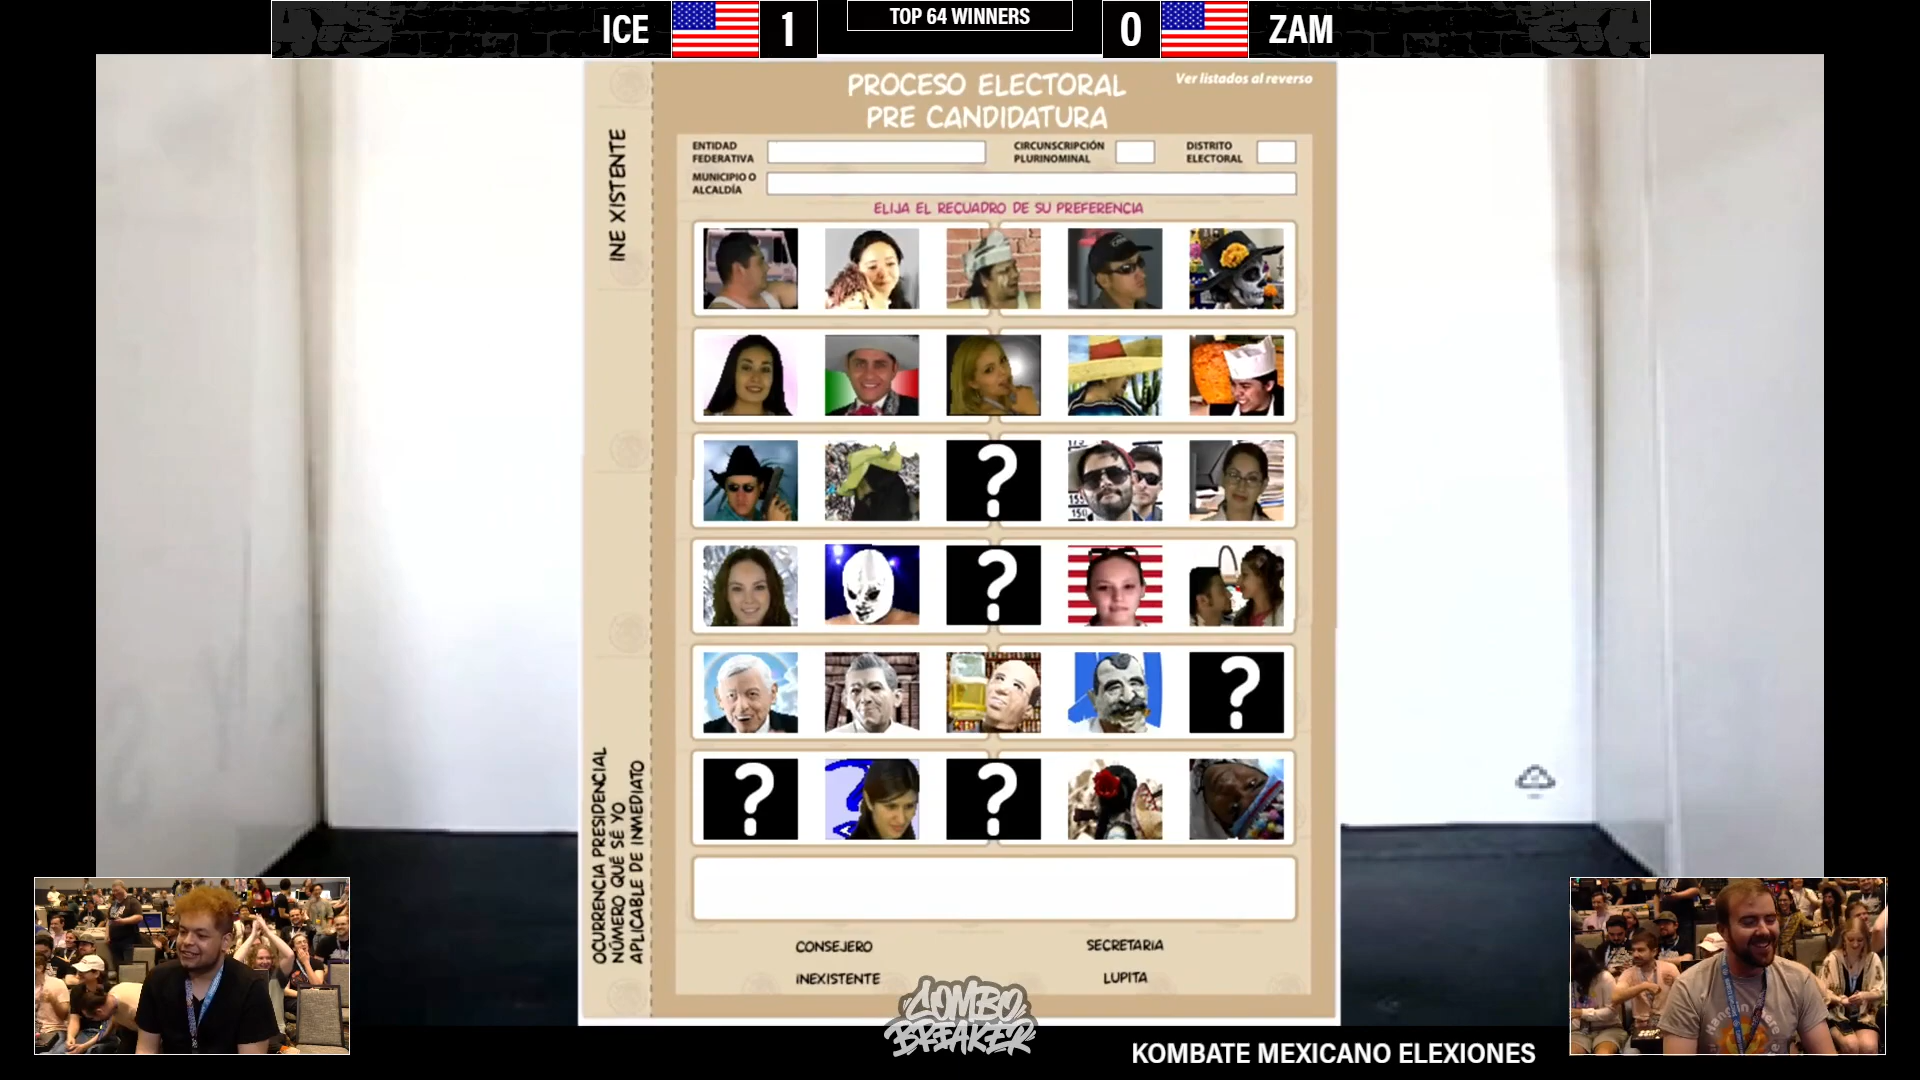 ICE 1 TOP 64 WINNERS 0 ZAM
PROCESO ELECTORAL
PRE CANDIDATURA
Ver listados al reverso
INE XISTENTE
ENTIDAD
FEDERATIVA
CIRCUNSCRIPCIÓN
PLURINOMINAL
DISTRITO
ELECTORAL
MUNICIPIO O
ALCALDÍA
ELIJA EL RECUADRO DE SU PREFERENCIA
?
?
?
? ? ?
OCURRENCIA PRESIDENCIAL
NÚMERO QUÉ SÉ YO
APLICABLE DE INMEDIATO
CONSEJERO
INEXISTENTE
SECRETARIA
LUPITA
COMBO
BREAKER
KOMBATE MEXICANO ELEXIONES